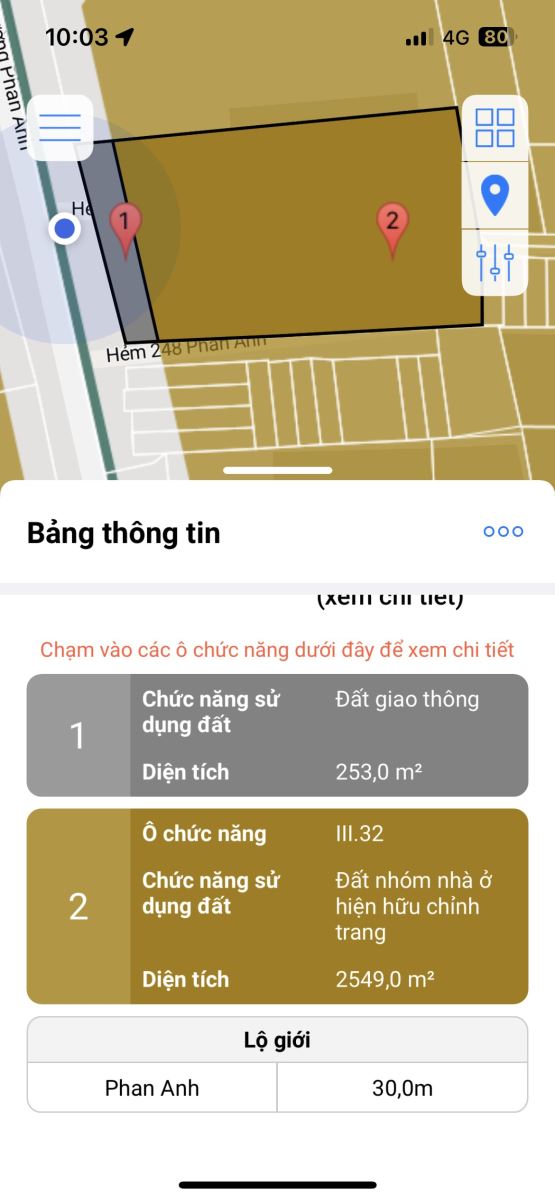 10:03
4G 80
ờng Phan Anh
Hẻ
1
2
Hẻm 248 Phan Anh
Bảng thông tin
(xem chi tiết)
Chạm vào các ô chức năng dưới đây để xem chi tiết
1
Chức năng sử dụng đất
Đất giao thông
Diện tích
253,0 m²
2
Ô chức năng
III.32
Chức năng sử dụng đất
Đất nhóm nhà ở hiện hữu chỉnh trang
Diện tích
2549,0 m²
Lộ giới
Phan Anh
30,0m